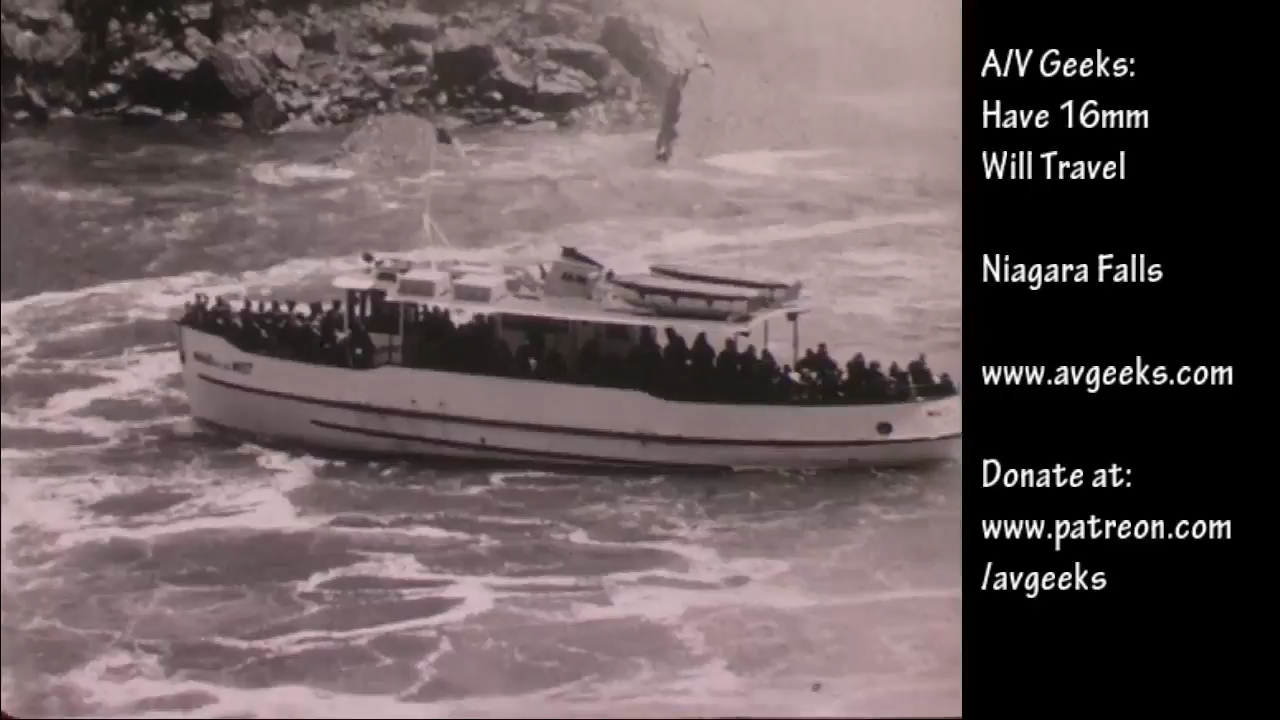 A/V Geeks:
Have 16mm
Will Travel
Niagara Falls
www.avgeeks.com
Donate at:
www.patreon.com
/avgeeks